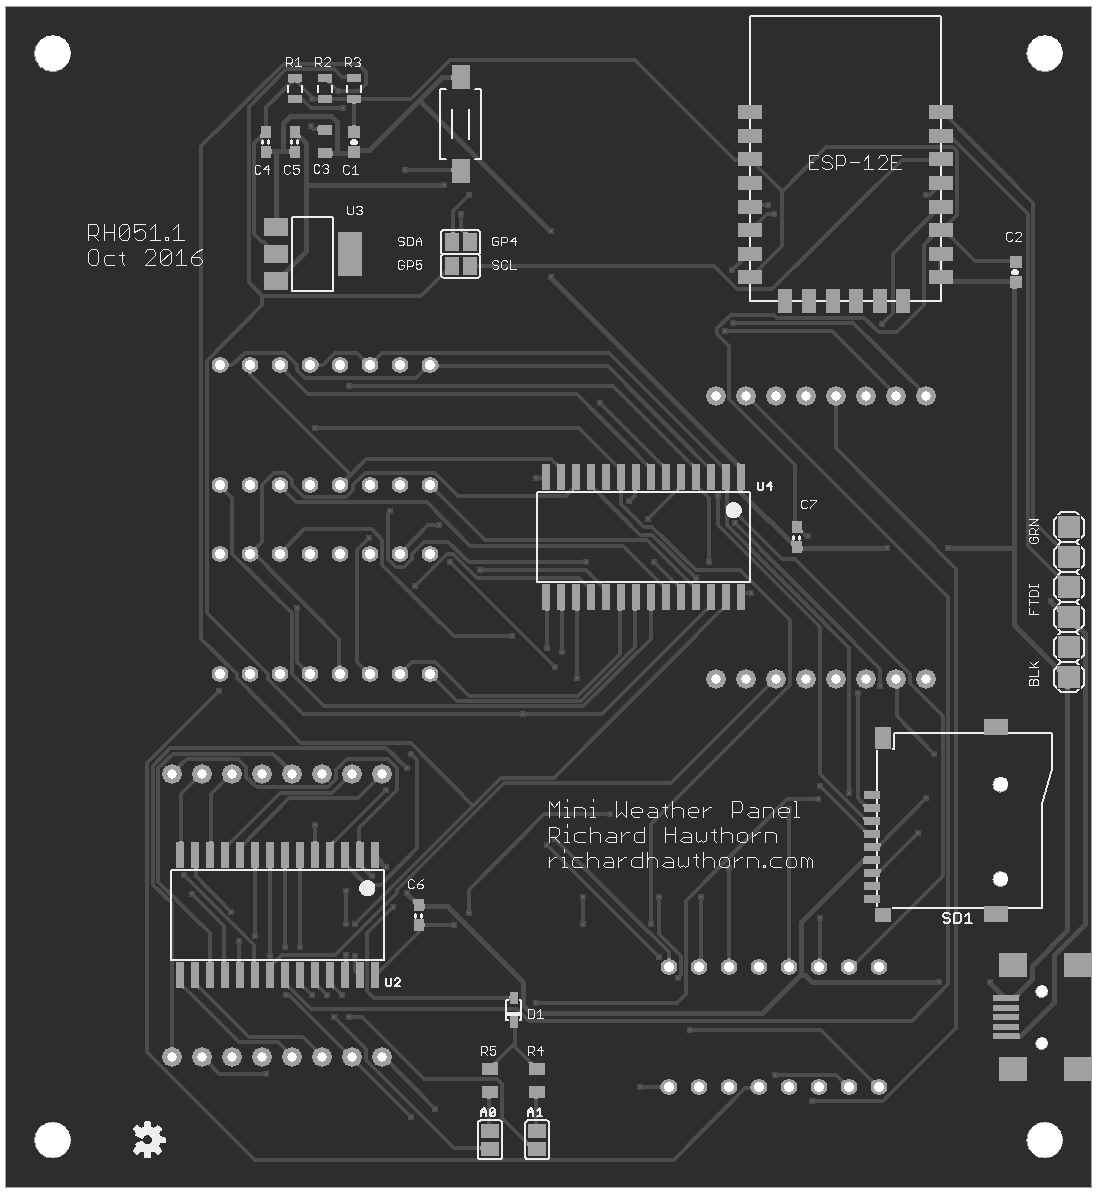 R1 R2 R3
C4 C5 C3 C1
ESP-12E
U3
RH051.1
Oct 2016
SDA GP4
GP5 SCL
C2
U4
C7
GRN
FTDI
BLK
Mini Weather Panel
Richard Hawthorn
richardhawthorn.com
C6
SD1
U2
D1
R5 R4
A0 A1